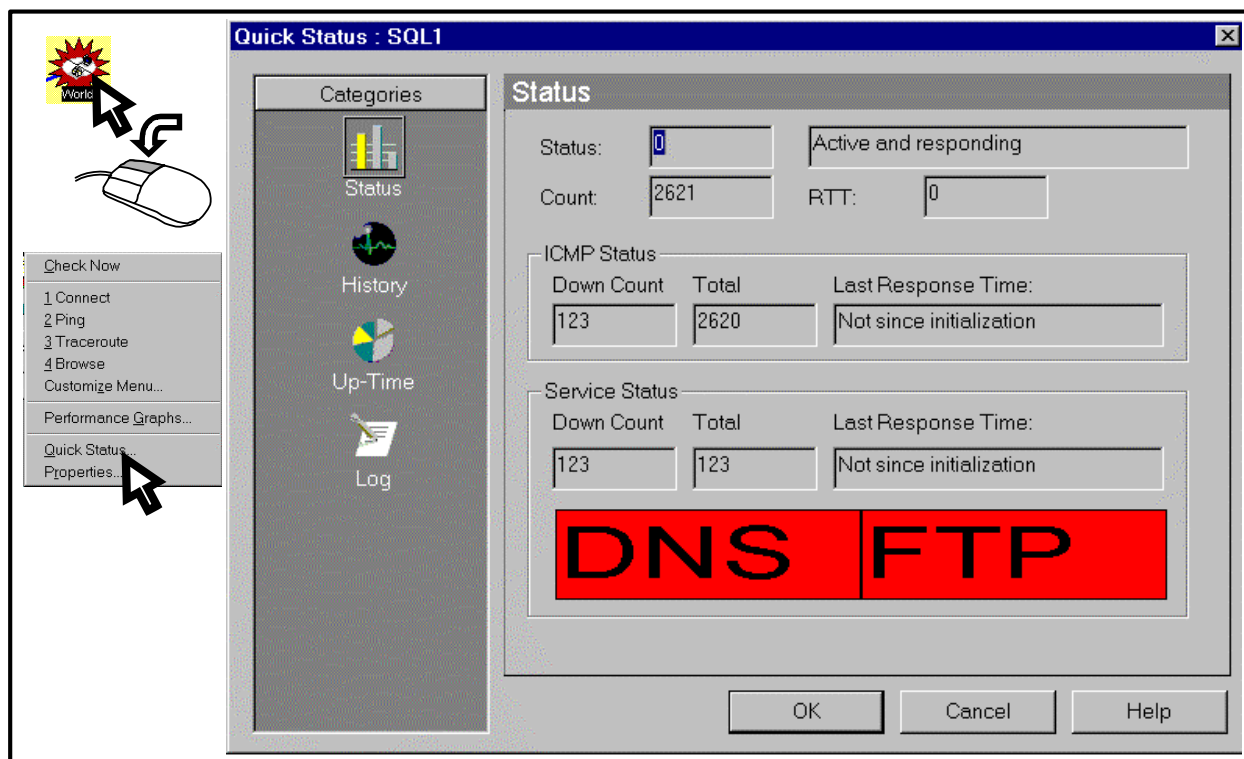 World
Check Now
1 Connect
2 Ping
3 Traceroute
4 Browse
Customize Menu...
Performance Graphs...
Quick Status...
Properties...
Quick Status : SQL1
Categories
Status
History
Up-Time
Log
Status
Status: 0 Active and responding
Count: 2621 RTT: 0
ICMP Status
Down Count Total Last Response Time:
123 2620 Not since initialization
Service Status
Down Count Total Last Response Time:
123 123 Not since initialization
DNS FTP
OK Cancel Help